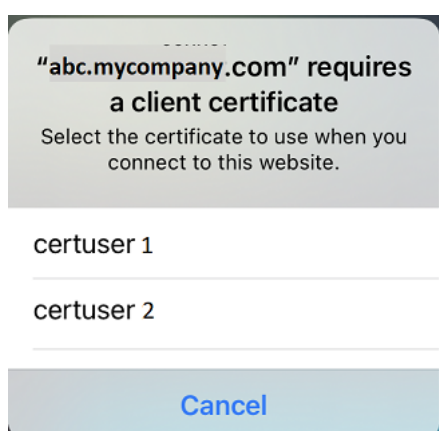 “abc.mycompany.com” requires
a client certificate
Select the certificate to use when you
connect to this website.
certuser 1
certuser 2
Cancel